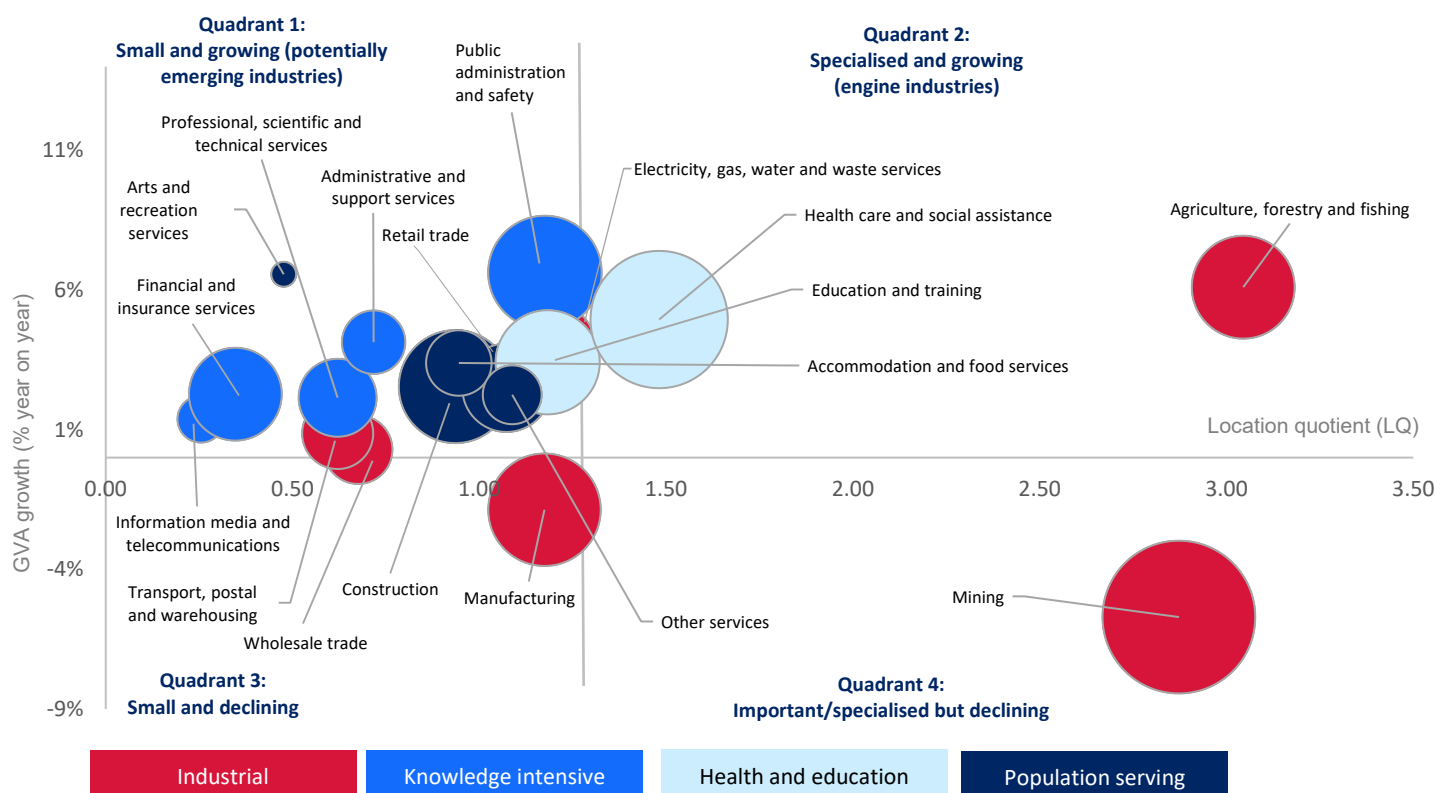 Quadrant 1:
Small and growing (potentially
emerging industries)
Public
administration
and safety
Quadrant 2:
Specialised and growing
(engine industries)
Professional, scientific and
technical services
11%
Arts and
recreation
services
Administrative and
support services
Electricity, gas, water and waste services
Retail trade
Health care and social assistance
Agriculture, forestry and fishing
Financial and
insurance services
6%
Education and training
Accommodation and food services
GVA growth (% year on year)
1%
Location quotient (LQ)
0.00
0.50
1.00
1.50
2.00
2.50
3.00
3.50
Information media and
telecommunications
-4%
Transport, postal
and warehousing
Construction
Manufacturing
Mining
Wholesale trade
Other services
Quadrant 3:
Small and declining
Quadrant 4:
Important/specialised but declining
-9%
Industrial
Knowledge intensive
Health and education
Population serving